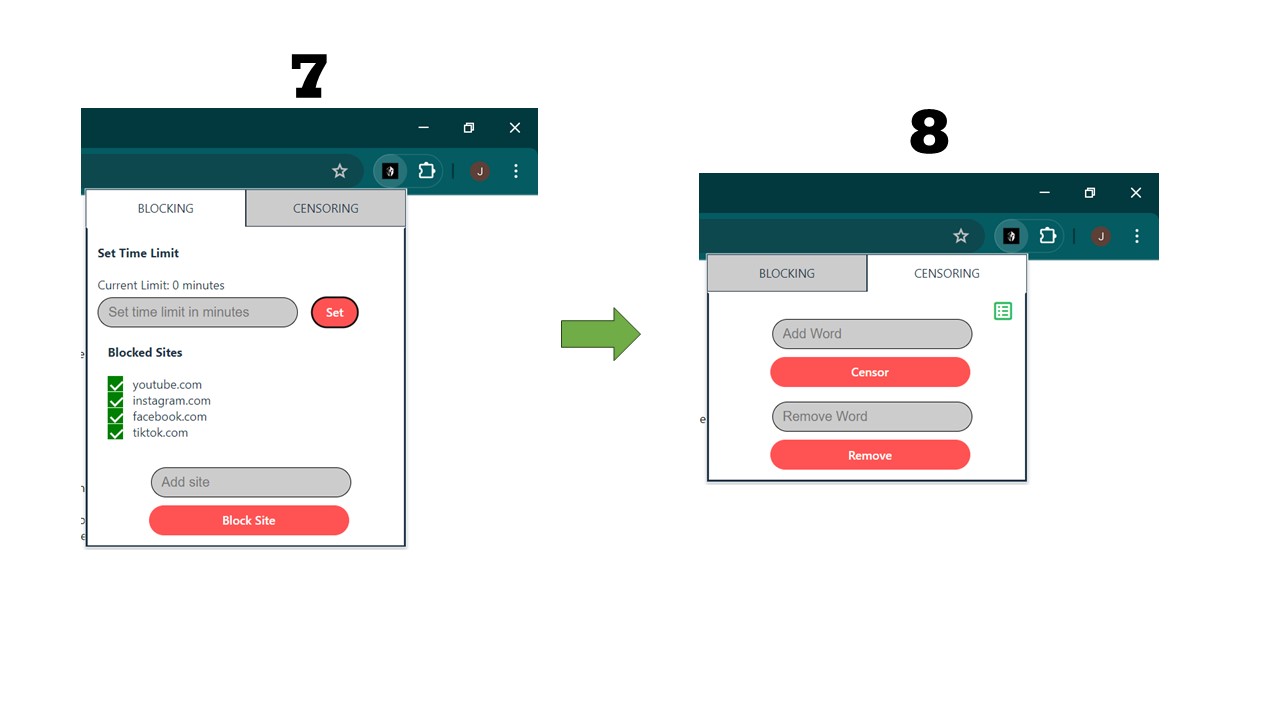 7
J
BLOCKING
CENSORING
Set Time Limit
Current Limit: 0 minutes
Set time limit in minutes
Set
Blocked Sites
youtube.com
instagram.com
facebook.com
tiktok.com
Add site
Block Site
8
J
BLOCKING
CENSORING
Add Word
Censor
Remove Word
Remove